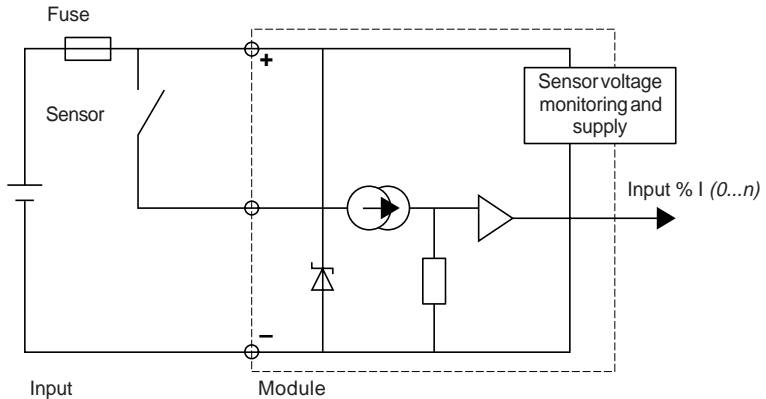 Fuse
+
Sensor voltage
monitoring and
supply
Sensor
Input % I (0...n)
–
Input
Module